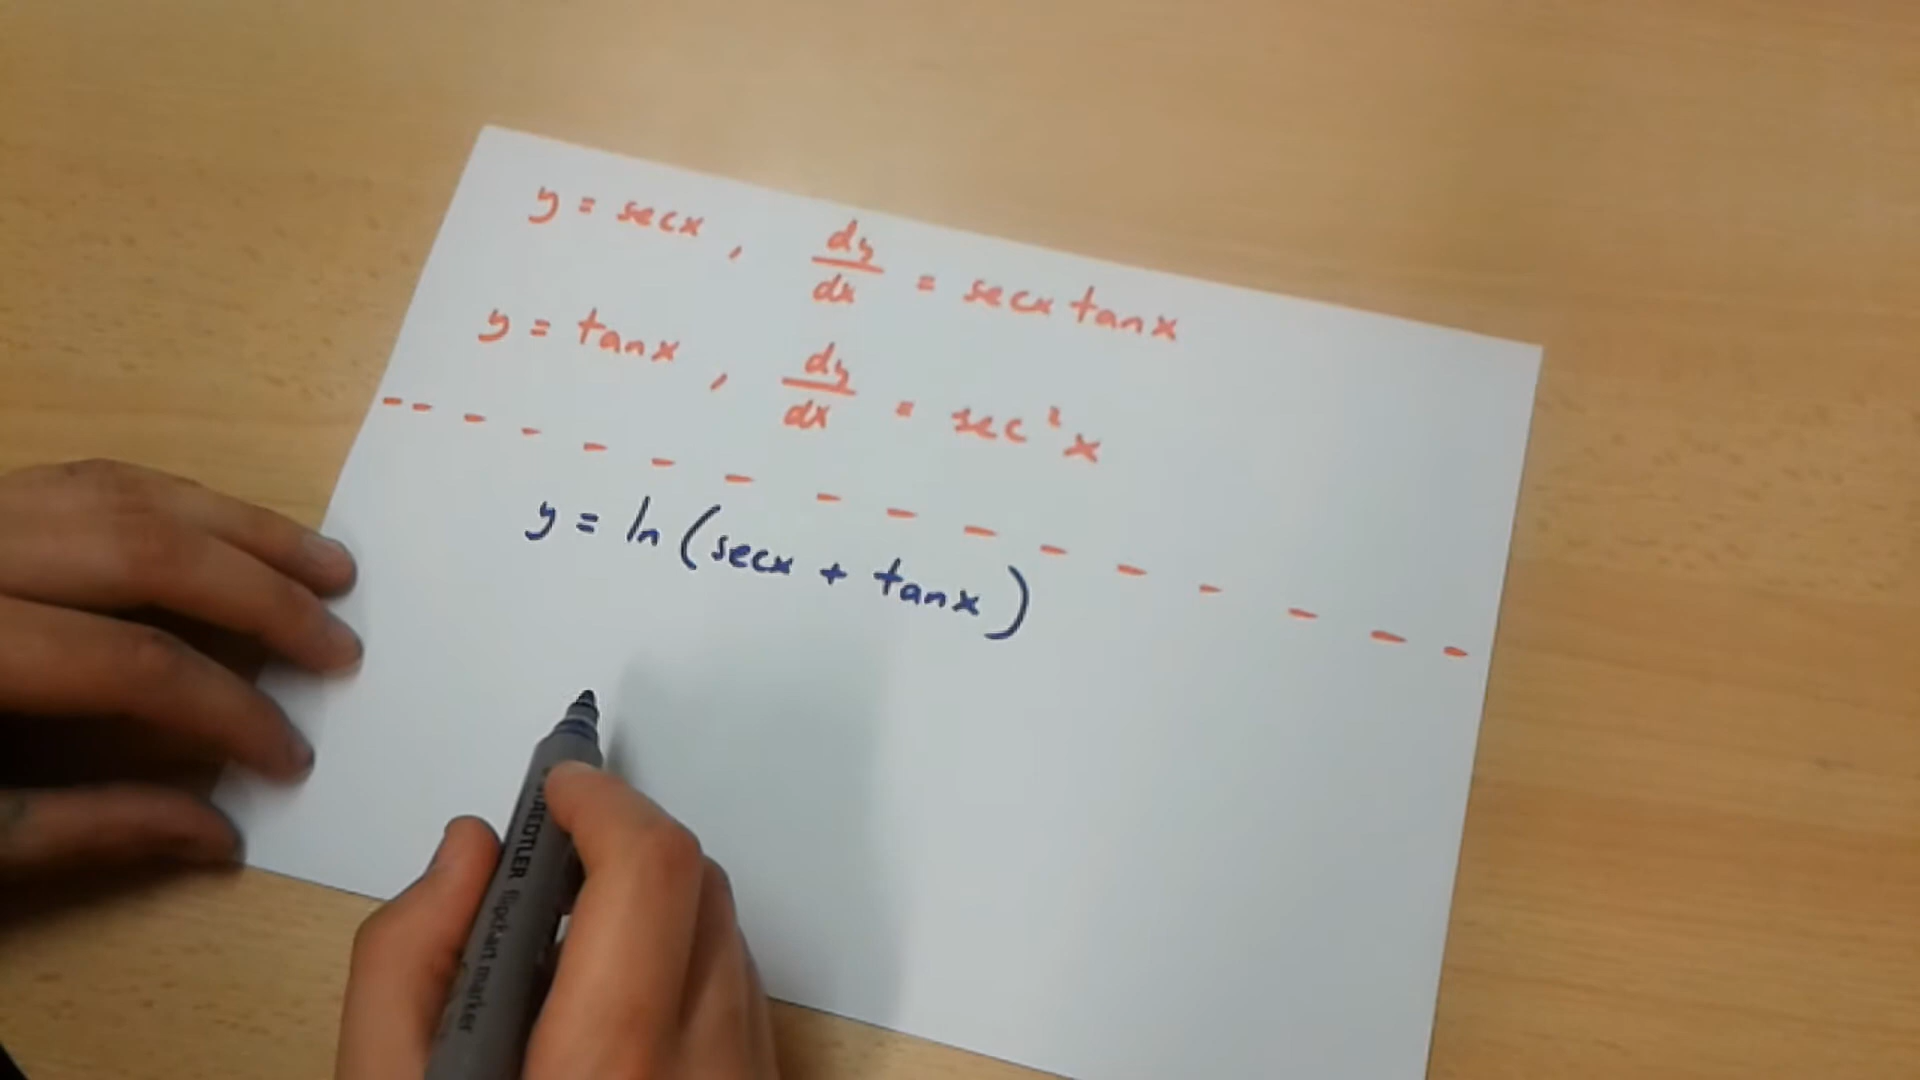 y = secx , dy/dx = secx tanx
y = tanx , dy/dx = sec²x
y = ln (secx + tanx)
STAEDTLER flipchart marker